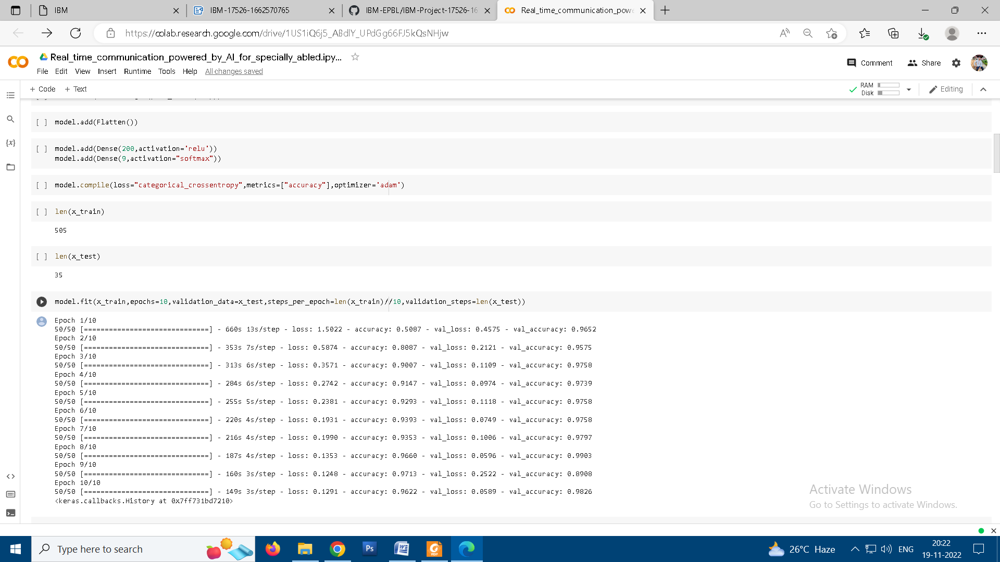 IBM
IBM-17526-1662570765
IBM-EPBL/IBM-Project-17526-16
Real_time_communication_powe
https://colab.research.google.com/drive/1US1iQ6j5_ABdlY_UPdGg66FJ5kQsNHjw
Real_time_communication_powered_by_AI_for_specially_abled.ipy...
File Edit View Insert Runtime Tools Help All changes saved
Comment
Share
+ Code + Text
RAM
Disk
Editing
[ ] model.add(Flatten())
[ ] model.add(Dense(200,activation='relu'))
model.add(Dense(9,activation="softmax"))
[ ] model.compile(loss="categorical_crossentropy",metrics=["accuracy"],optimizer='adam')
[ ] len(x_train)
505
[ ] len(x_test)
35
model.fit(x_train,epochs=10,validation_data=x_test,steps_per_epoch=len(x_train)//10,validation_steps=len(x_test))
Epoch 1/10
50/50 [==============================] - 660s 13s/step - loss: 1.5022 - accuracy: 0.5087 - val_loss: 0.4575 - val_accuracy: 0.9652
Epoch 2/10
50/50 [==============================] - 353s 7s/step - loss: 0.5874 - accuracy: 0.8087 - val_loss: 0.2121 - val_accuracy: 0.9575
Epoch 3/10
50/50 [==============================] - 313s 6s/step - loss: 0.3571 - accuracy: 0.9007 - val_loss: 0.1109 - val_accuracy: 0.9758
Epoch 4/10
50/50 [==============================] - 284s 6s/step - loss: 0.2742 - accuracy: 0.9147 - val_loss: 0.0974 - val_accuracy: 0.9739
Epoch 5/10
50/50 [==============================] - 255s 5s/step - loss: 0.2381 - accuracy: 0.9293 - val_loss: 0.1118 - val_accuracy: 0.9758
Epoch 6/10
50/50 [==============================] - 220s 4s/step - loss: 0.1931 - accuracy: 0.9393 - val_loss: 0.0749 - val_accuracy: 0.9758
Epoch 7/10
50/50 [==============================] - 216s 4s/step - loss: 0.1990 - accuracy: 0.9353 - val_loss: 0.1006 - val_accuracy: 0.9797
Epoch 8/10
50/50 [==============================] - 187s 4s/step - loss: 0.1353 - accuracy: 0.9660 - val_loss: 0.0596 - val_accuracy: 0.9903
Epoch 9/10
50/50 [==============================] - 160s 3s/step - loss: 0.1248 - accuracy: 0.9713 - val_loss: 0.2522 - val_accuracy: 0.8908
Epoch 10/10
50/50 [==============================] - 149s 3s/step - loss: 0.1291 - accuracy: 0.9622 - val_loss: 0.0589 - val_accuracy: 0.9826
<keras.callbacks.History at 0x7ff731bd7210>
Activate Windows
Go to Settings to activate Windows.
Type here to search
Ps
PDF
26°C Haze
ENG
20:22
19-11-2022